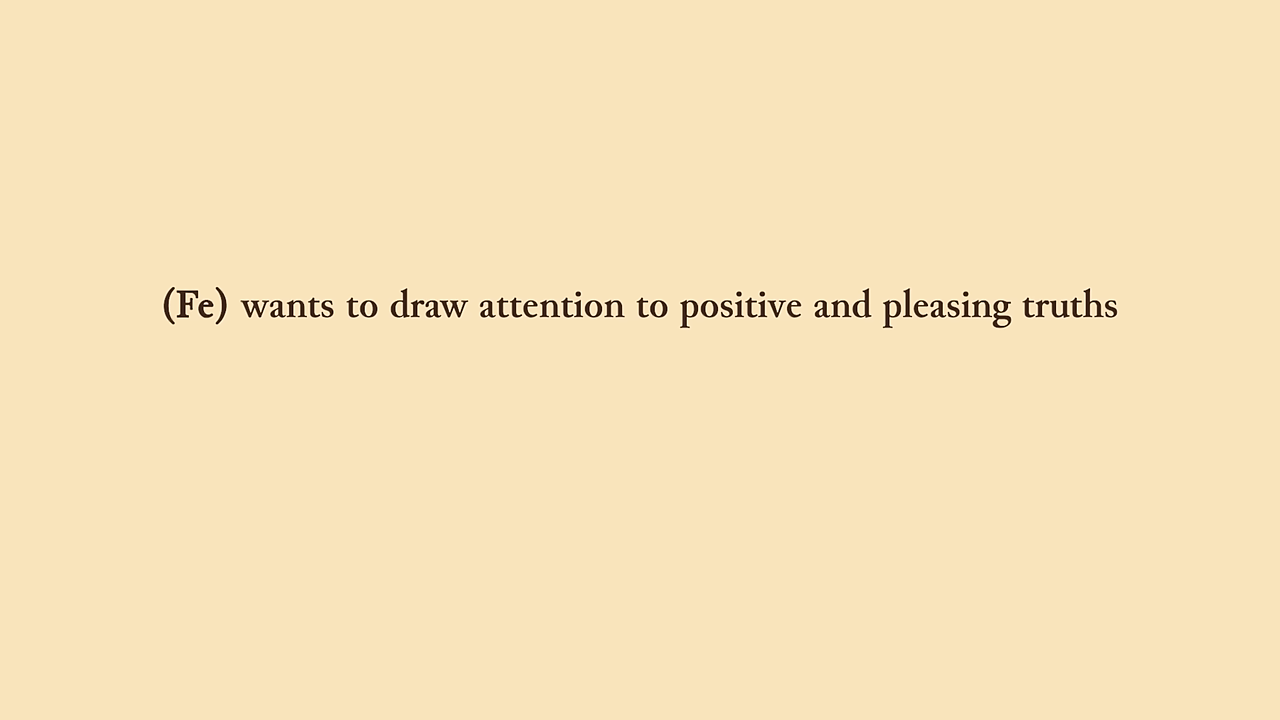 (Fe) wants to draw attention to positive and pleasing truths